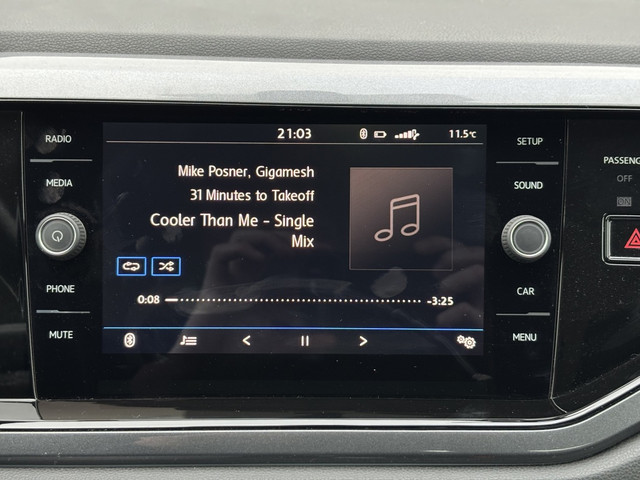 RADIO
MEDIA
PHONE
MUTE
21:03
11.5°C
Mike Posner, Gigamesh
31 Minutes to Takeoff
Cooler Than Me - Single
Mix
0:08
-3:25
SETUP
SOUND
CAR
MENU
PASSENG
OFF
ON